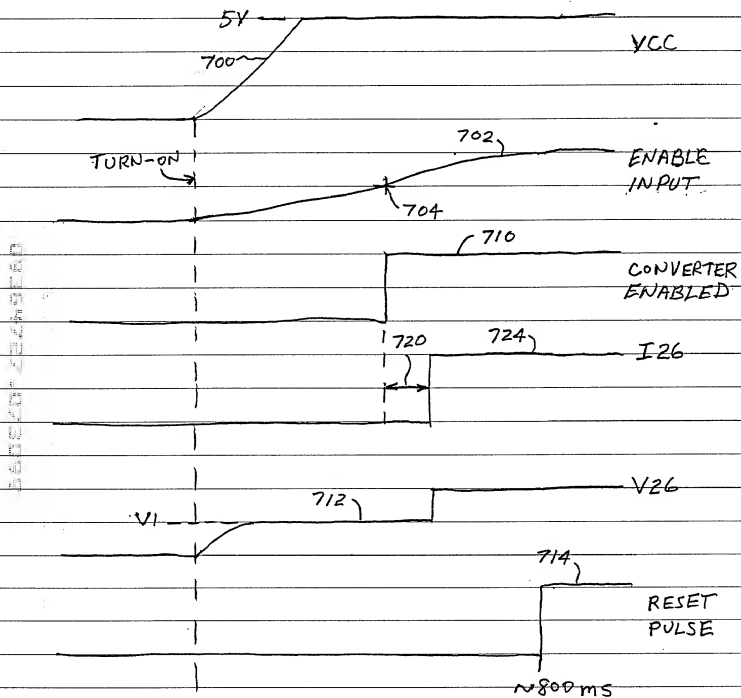 5V
VCC
700
702
TURN-ON
ENABLE
INPUT
704
710
CONVERTER
ENABLED
720
724
I26
712
V26
V1
714
RESET
PULSE
~800ms